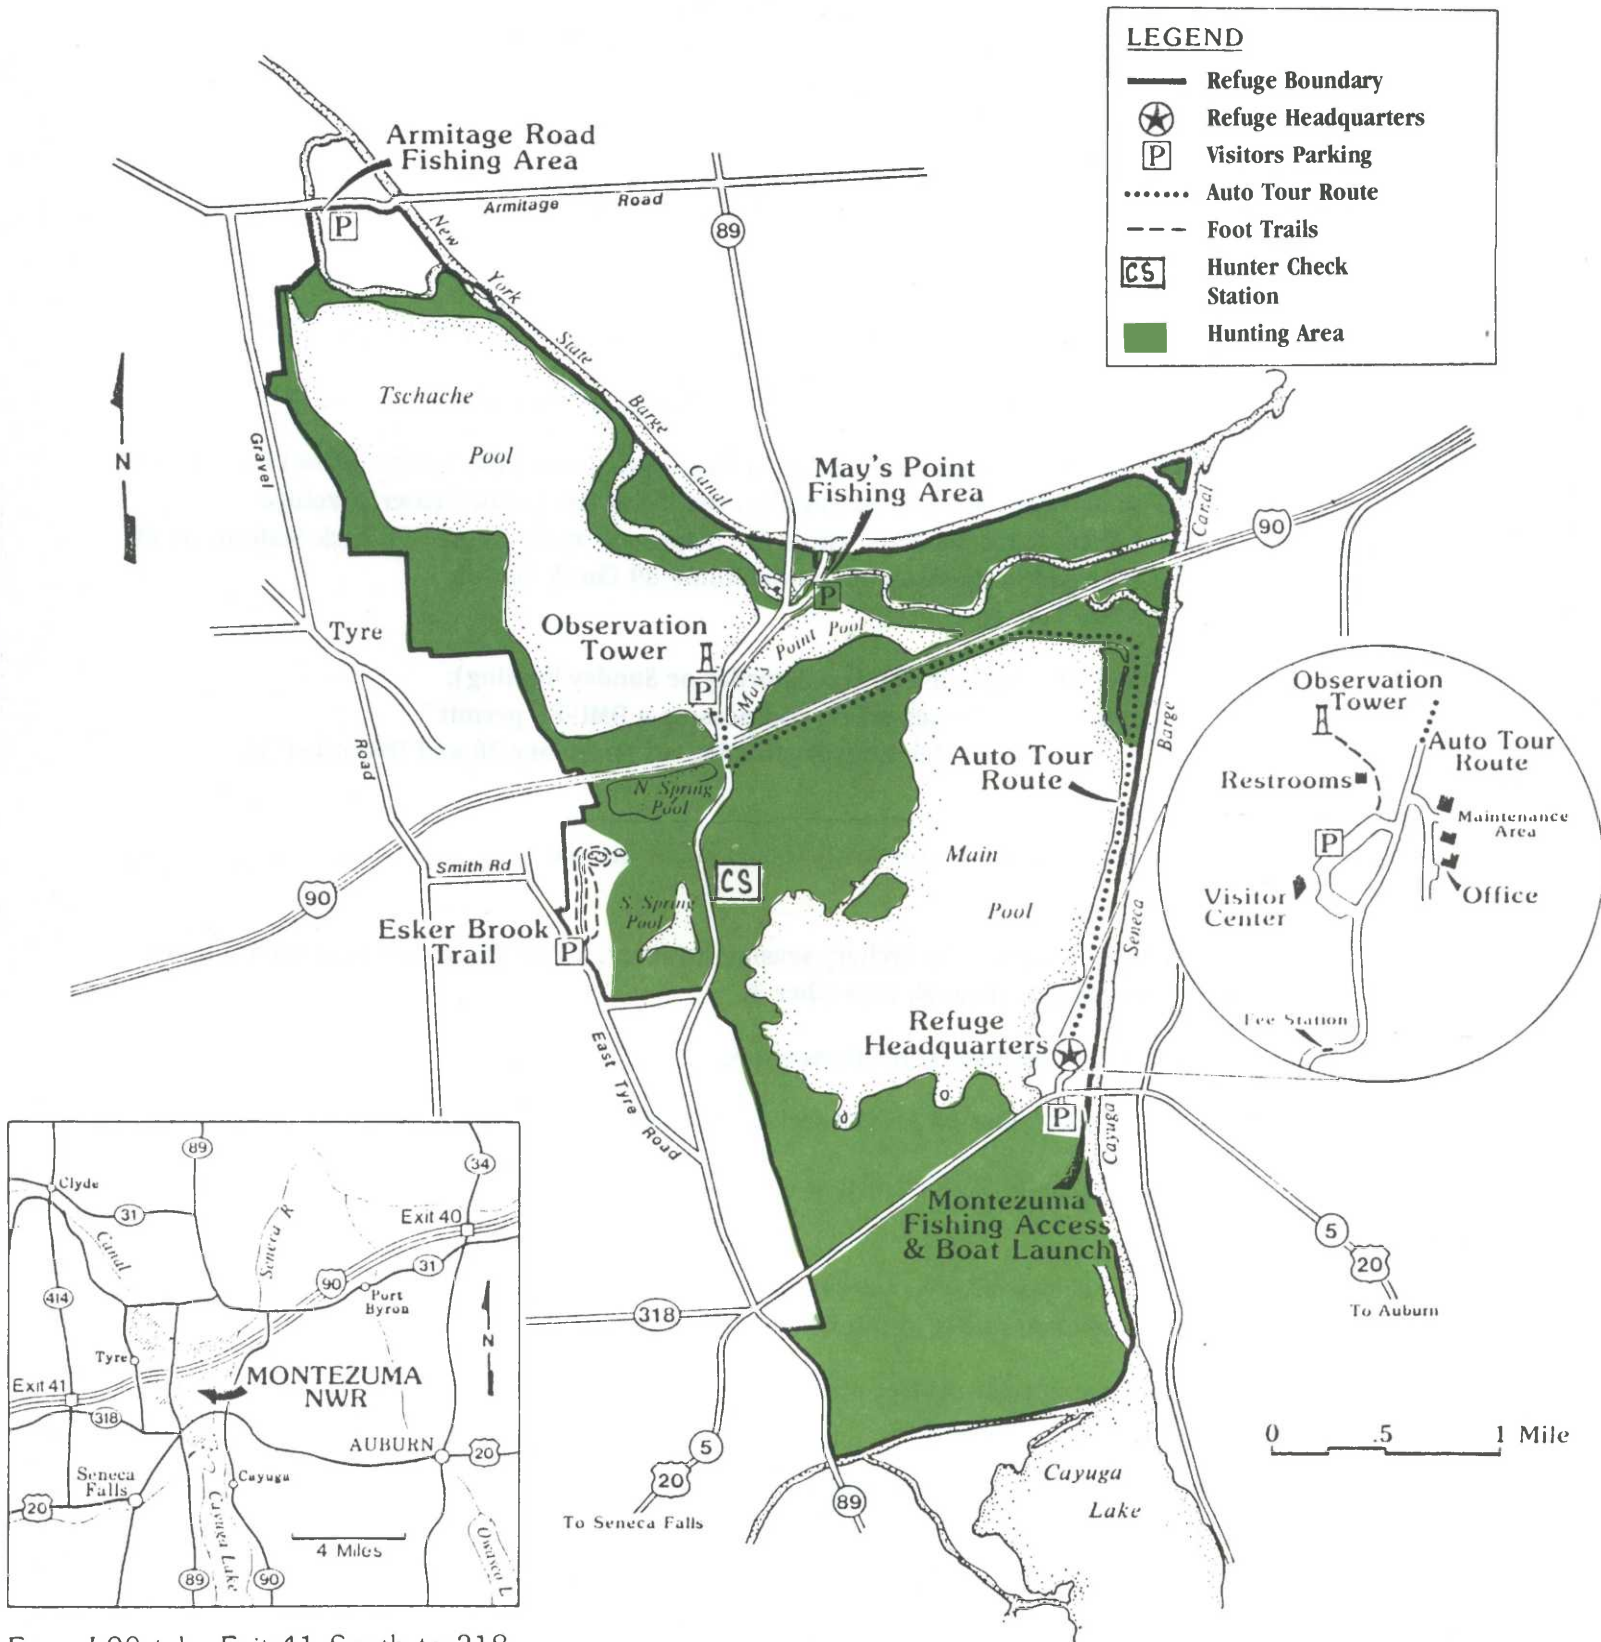 LEGEND
Refuge Boundary
Refuge Headquarters
P Visitors Parking
Auto Tour Route
Foot Trails
CS Hunter Check
Station
Hunting Area
Armitage Road
Fishing Area
P
Armitage Road
89
New York State Barge Canal
Tschache
Pool
N
Gravel
Road
May's Point
Fishing Area
P
Canal
90
Tyre
Observation
Tower
P
May's Point Pool
Auto Tour
Route
Barge
N. Spring
Pool
Main
Pool
Smith Rd
CS
90
S. Spring
Pool
Esker Brook
Trail
P
Seneca
Refuge
Headquarters
East Tyre
Road
P
Cayuga
Montezuma
Fishing Access
& Boat Launch
318
5
20
To Auburn
5
20
To Seneca Falls
89
Cayuga
Lake
0 .5 1 Mile
Observation
Tower
Auto Tour
Route
Restrooms
Maintenance
Area
P
Visitor
Center
Office
Fee Station
89
34
Clyde
31
Canal
Seneca R
Exit 40
90
31
Port
Byron
414
N
Tyre
Exit 41
MONTEZUMA
NWR
318
AUBURN
20
Seneca
Falls
Cayuga
20
Cayuga Lake
4 Miles
Owasco L
89
90